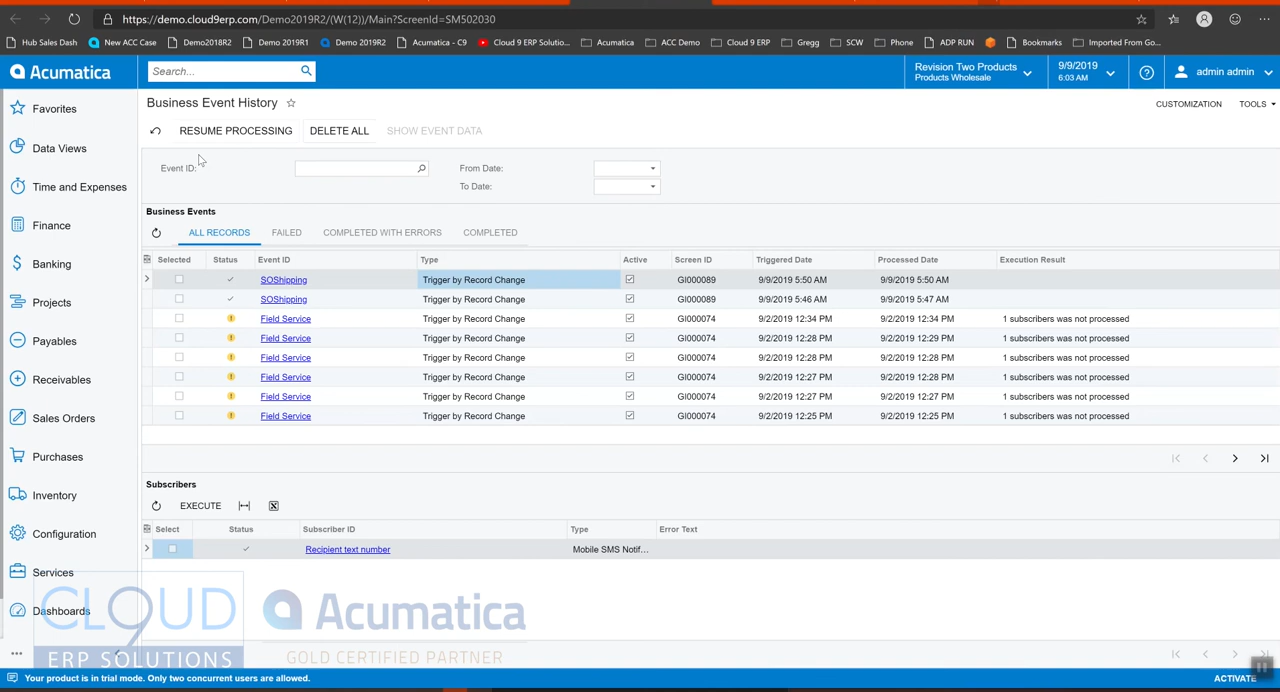 https://demo.cloud9erp.com/Demo2019R2/(W(12))/Main?ScreenId=SM502030
Hub Sales Dash New ACC Case Demo2018R2 Demo 2019R1 Demo 2019R2 Acumatica - C9 Cloud 9 ERP Solutio... Acumatica ACC Demo Cloud 9 ERP Gregg SCW Phone ADP RUN Bookmarks Imported From Go...
Acumatica Search... Revision Two Products Products Wholesale 9/9/2019 6:03 AM admin admin
Business Event History CUSTOMIZATION TOOLS
RESUME PROCESSING DELETE ALL SHOW EVENT DATA
Event ID: From Date:
To Date:
Business Events
ALL RECORDS FAILED COMPLETED WITH ERRORS COMPLETED
Selected Status Event ID Type Active Screen ID Triggered Date Processed Date Execution Result
SOShipping Trigger by Record Change GI000089 9/9/2019 5:50 AM 9/9/2019 5:50 AM
SOShipping Trigger by Record Change GI000089 9/9/2019 5:46 AM 9/9/2019 5:47 AM
Field Service Trigger by Record Change GI000074 9/2/2019 12:34 PM 9/2/2019 12:34 PM 1 subscribers was not processed
Field Service Trigger by Record Change GI000074 9/2/2019 12:28 PM 9/2/2019 12:29 PM 1 subscribers was not processed
Field Service Trigger by Record Change GI000074 9/2/2019 12:28 PM 9/2/2019 12:28 PM 1 subscribers was not processed
Field Service Trigger by Record Change GI000074 9/2/2019 12:27 PM 9/2/2019 12:28 PM 1 subscribers was not processed
Field Service Trigger by Record Change GI000074 9/2/2019 12:27 PM 9/2/2019 12:27 PM 1 subscribers was not processed
Field Service Trigger by Record Change GI000074 9/2/2019 12:25 PM 9/2/2019 12:25 PM 1 subscribers was not processed
Subscribers
EXECUTE
Select Status Subscriber ID Type Error Text
Recipient text number Mobile SMS Notif...
Favorites
Data Views
Time and Expenses
Finance
Banking
Projects
Payables
Receivables
Sales Orders
Purchases
Inventory
Configuration
Services
Dashboards
CLOUD9
ERP SOLUTIONS
Acumatica
GOLD CERTIFIED PARTNER
Your product is in trial mode. Only two concurrent users are allowed. ACTIVATE